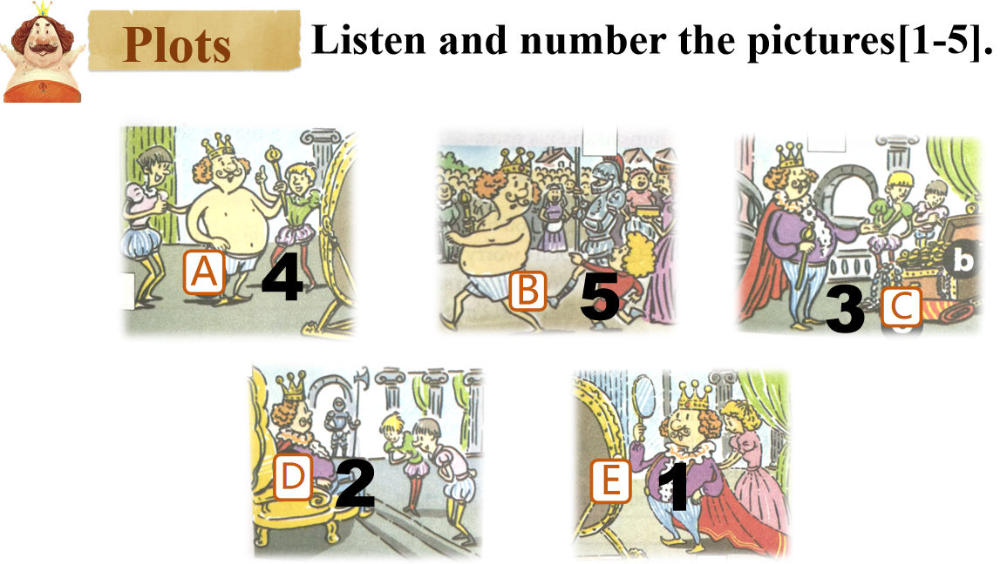 Plots
Listen and number the pictures[1-5].
A 4
B 5
b
3 C
D 2
E 1